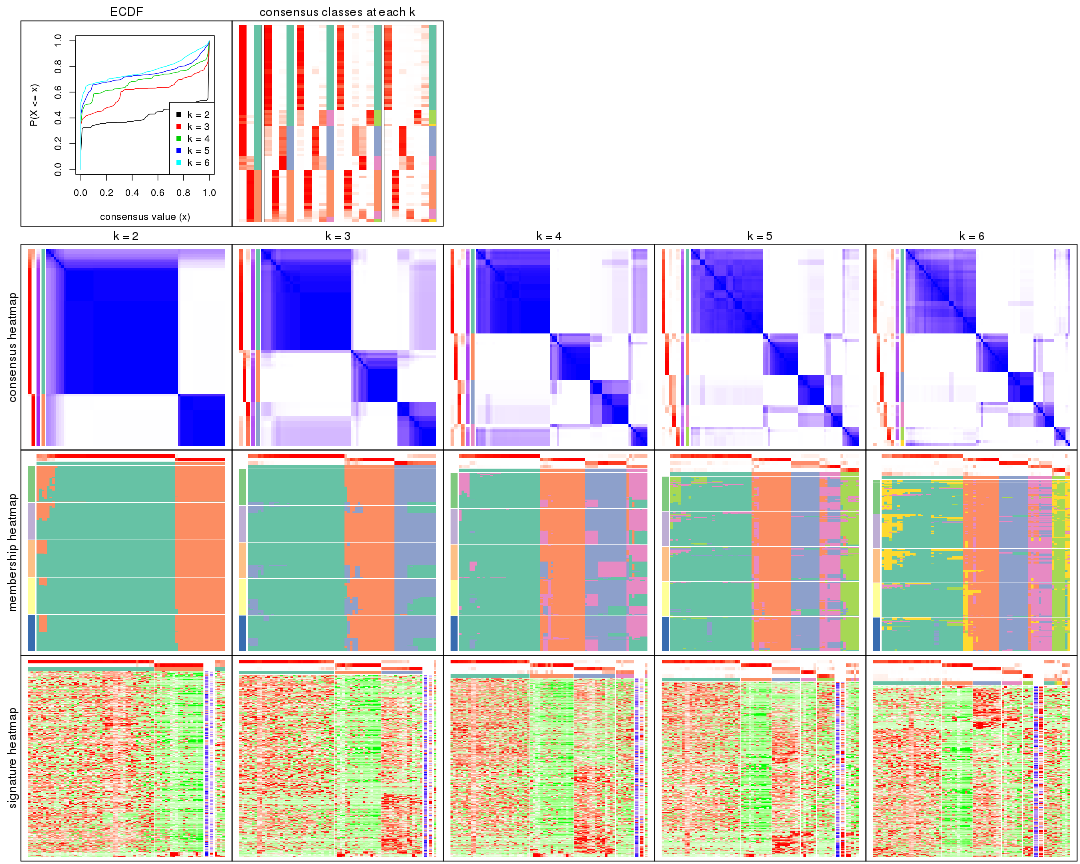 ECDF
consensus classes at each k
P(X <= x)
0.0 0.2 0.4 0.6 0.8 1.0
k = 2
k = 3
k = 4
k = 5
k = 6
0.0 0.2 0.4 0.6 0.8 1.0
consensus value (x)
k = 2
k = 3
k = 4
k = 5
k = 6
consensus heatmap
membership heatmap
signature heatmap